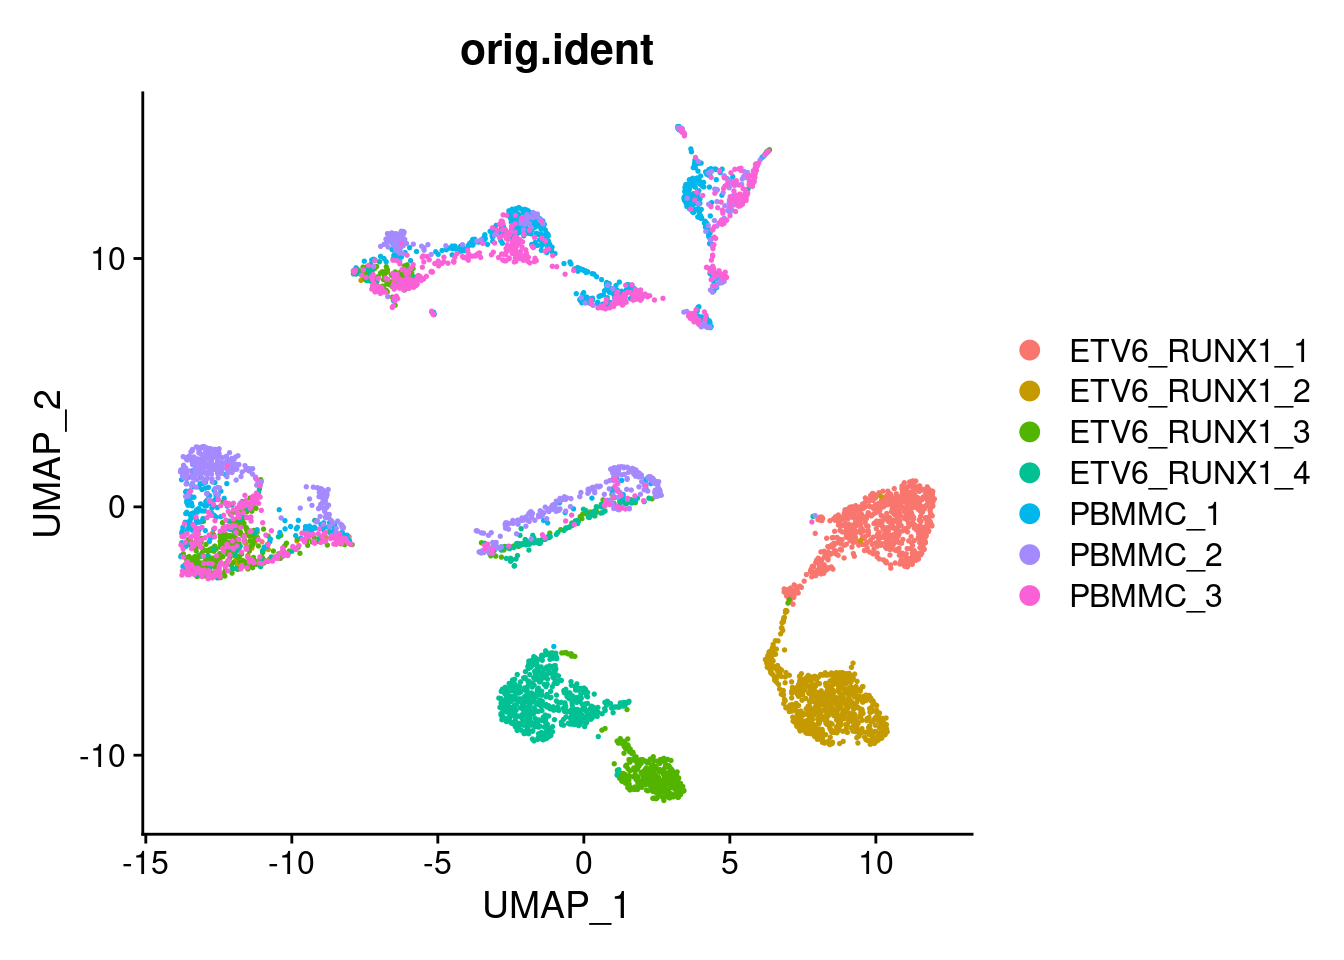 orig.ident
10
0
-10
UMAP_2
-15 -10 -5 0 5 10
UMAP_1
ETV6_RUNX1_1
ETV6_RUNX1_2
ETV6_RUNX1_3
ETV6_RUNX1_4
PBMMC_1
PBMMC_2
PBMMC_3